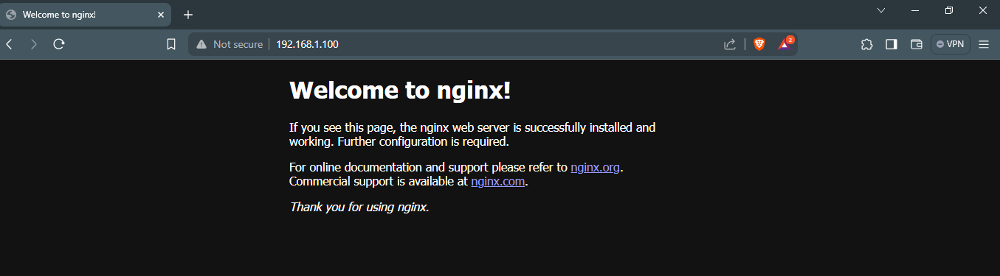 Welcome to nginx!
Not secure 192.168.1.100
2
VPN
Welcome to nginx!
If you see this page, the nginx web server is successfully installed and
working. Further configuration is required.
For online documentation and support please refer to nginx.org.
Commercial support is available at nginx.com.
Thank you for using nginx.